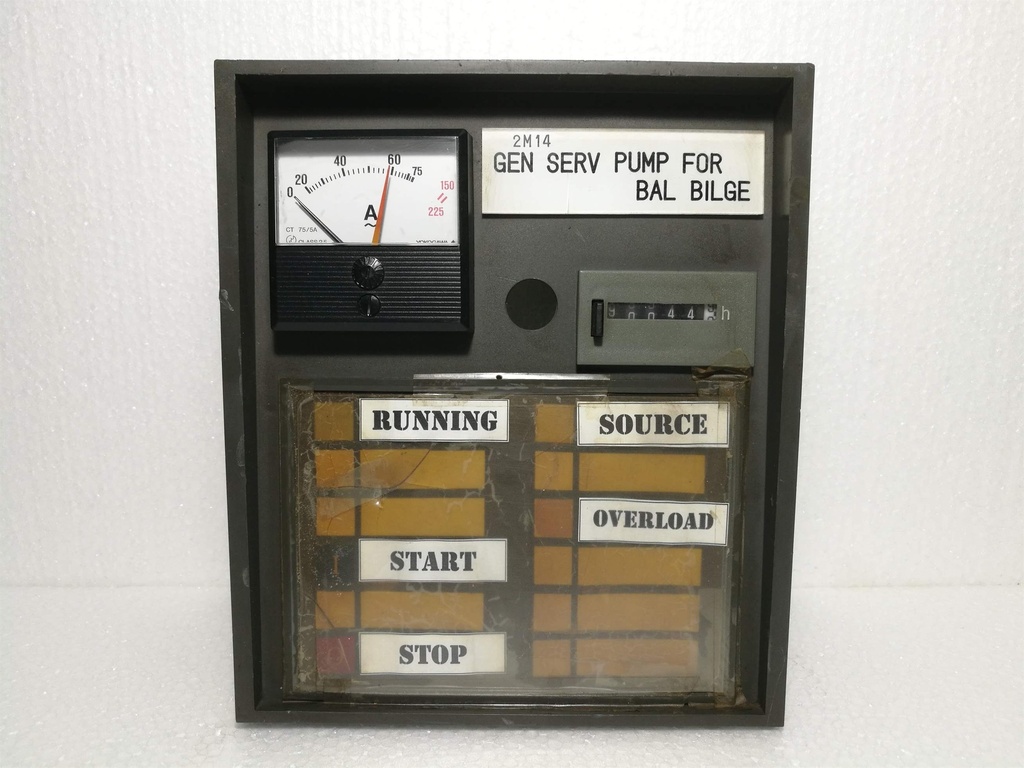 2M14
GEN SERV PUMP FOR
BAL BILGE
0 20 40 60 75
150
225
A
CT 75/5A
YOKOGAWA
h
RUNNING
SOURCE
OVERLOAD
START
STOP